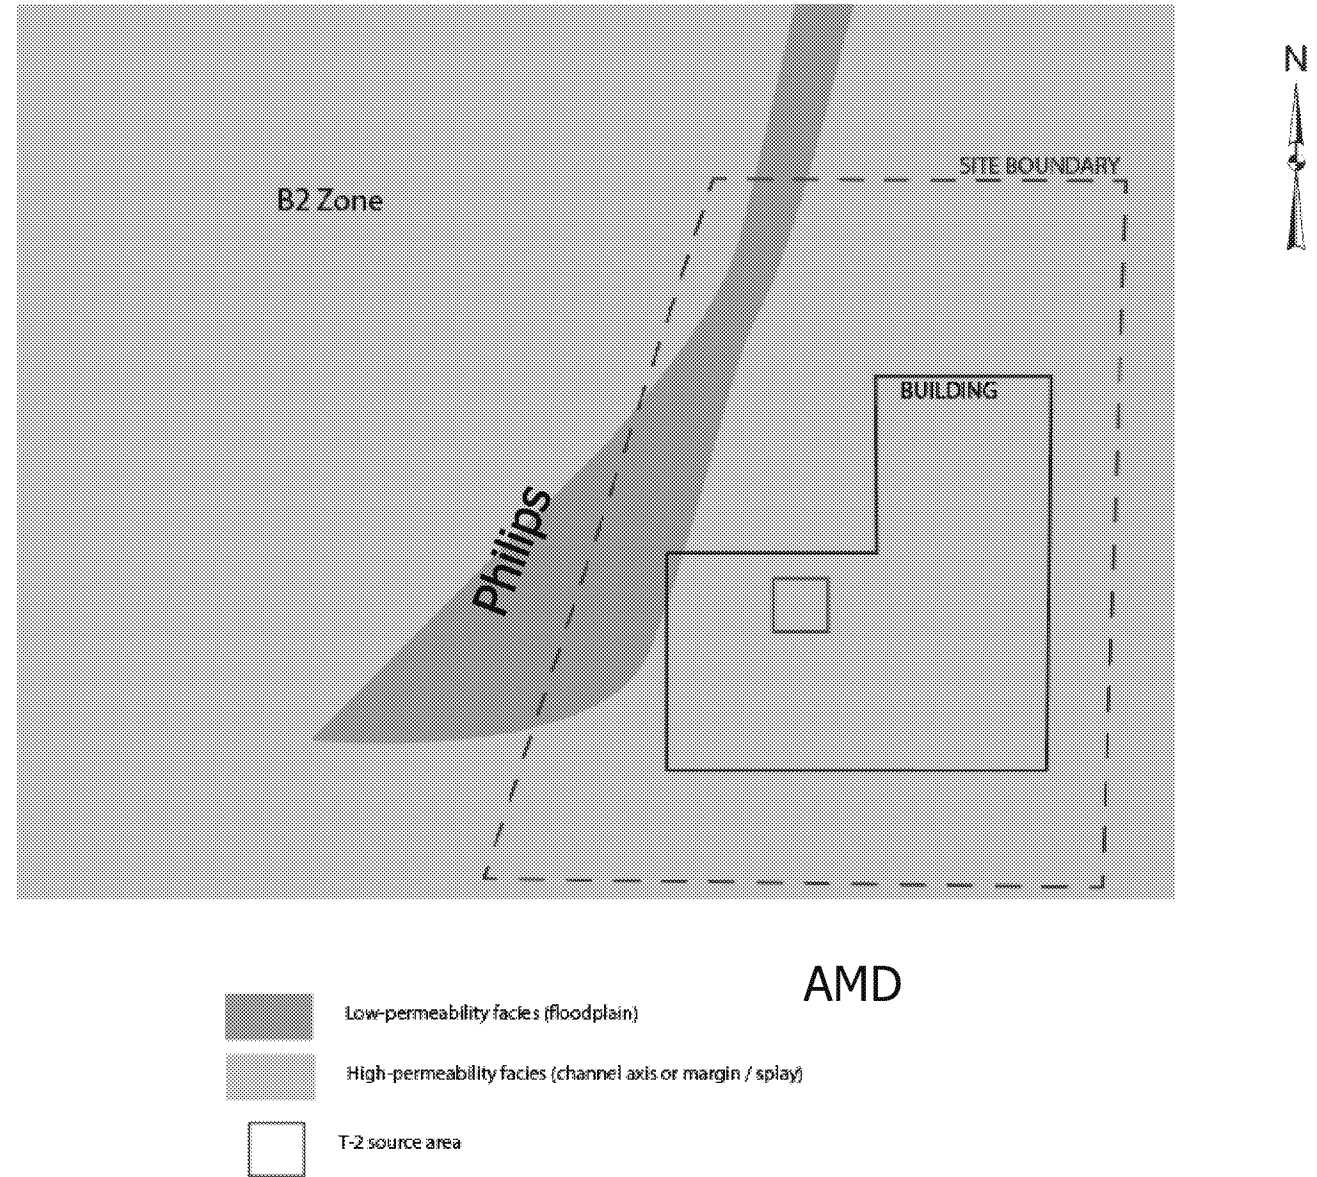 N
SITE BOUNDARY
B2 Zone
BUILDING
Philips
AMD
Low-permeability facies (floodplain)
High-permeability facies (channel axis or margin / splay)
T-2 source area